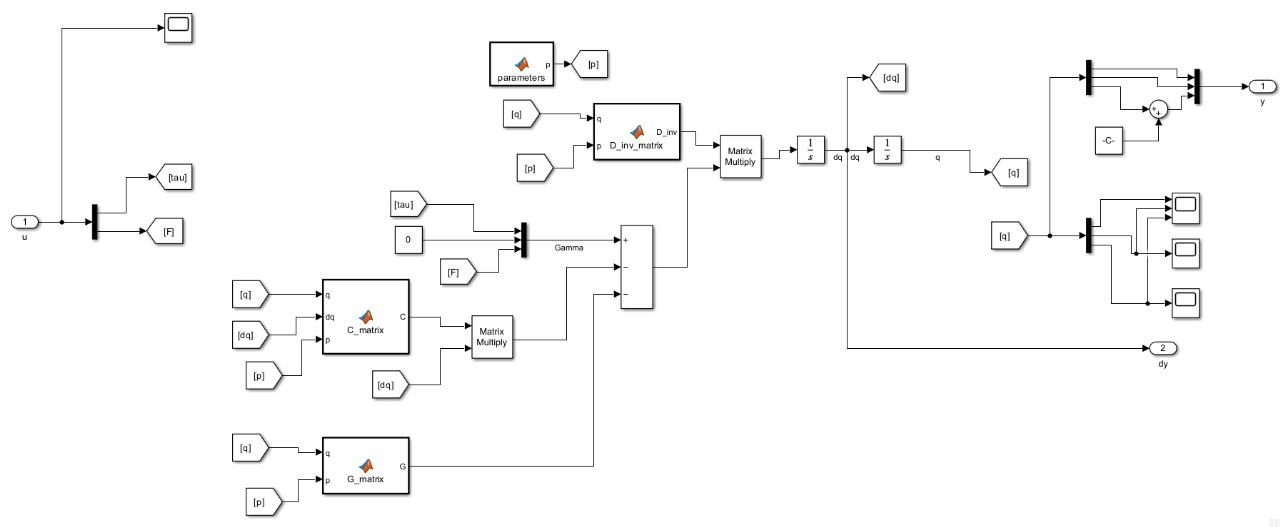 p
parameters
[p]
[dq]
[q]
q
D_inv
p
D_inv_matrix
[p]
Matrix
Multiply
1
s
dq
dq
1
s
q
[q]
1
y
-C-
+
+
[tau]
1
u
[F]
[tau]
0
Gamma
[F]
+
−
−
[q]
[q]
q
[dq]
dq
C
C_matrix
[p]
p
Matrix
Multiply
[dq]
2
dy
[q]
q
G
[p]
p
G_matrix